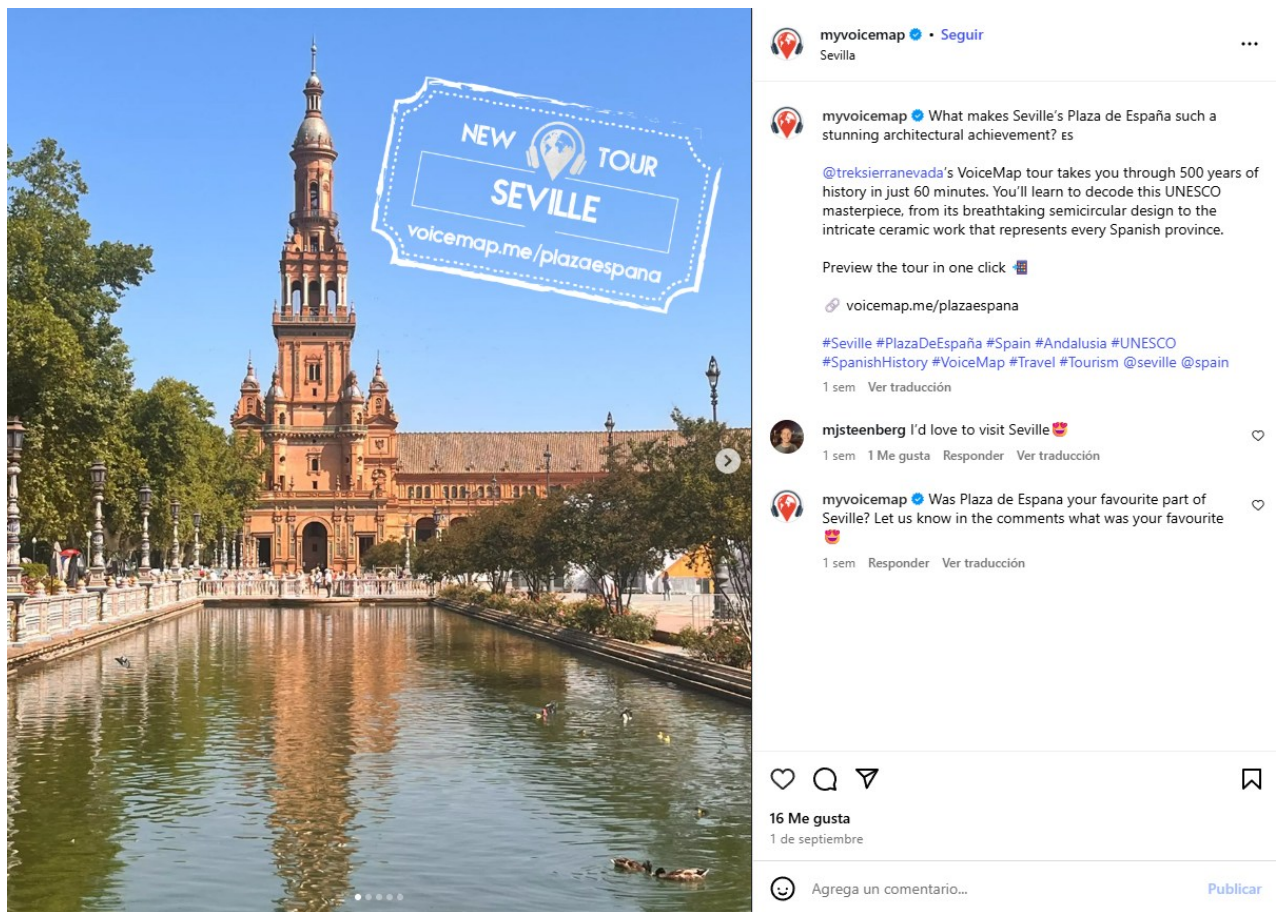 NEW TOUR
SEVILLE
voicemap.me/plazaespana
myvoicemap • Seguir
Sevilla
myvoicemap What makes Seville's Plaza de España such a
stunning architectural achievement? ᴇs
@treksierranevada's VoiceMap tour takes you through 500 years of
history in just 60 minutes. You'll learn to decode this UNESCO
masterpiece, from its breathtaking semicircular design to the
intricate ceramic work that represents every Spanish province.
Preview the tour in one click 📲
🔗 voicemap.me/plazaespana
#Seville #PlazaDeEspaña #Spain #Andalusia #UNESCO
#SpanishHistory #VoiceMap #Travel #Tourism @seville @spain
1 sem Ver traducción
mjsteenberg I'd love to visit Seville😍
1 sem 1 Me gusta Responder Ver traducción
myvoicemap Was Plaza de Espana your favourite part of
Seville? Let us know in the comments what was your favourite
😍
1 sem Responder Ver traducción
16 Me gusta
1 de septiembre
Agrega un comentario... Publicar